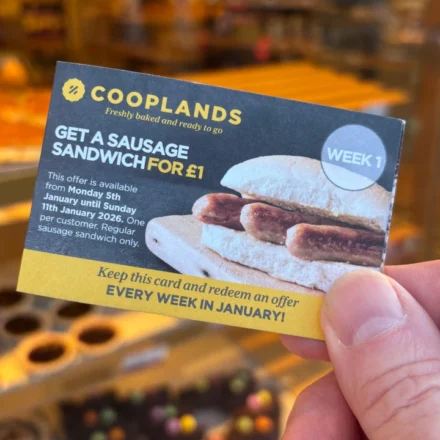 COOPLANDS
Freshly baked and ready to go
GET A SAUSAGE
SANDWICH FOR £1
WEEK 1
This offer is available
from Monday 5th
January until Sunday
11th January 2026. One
per customer. Regular
sausage sandwich only.
Keep this card and redeem an offer
EVERY WEEK IN JANUARY!